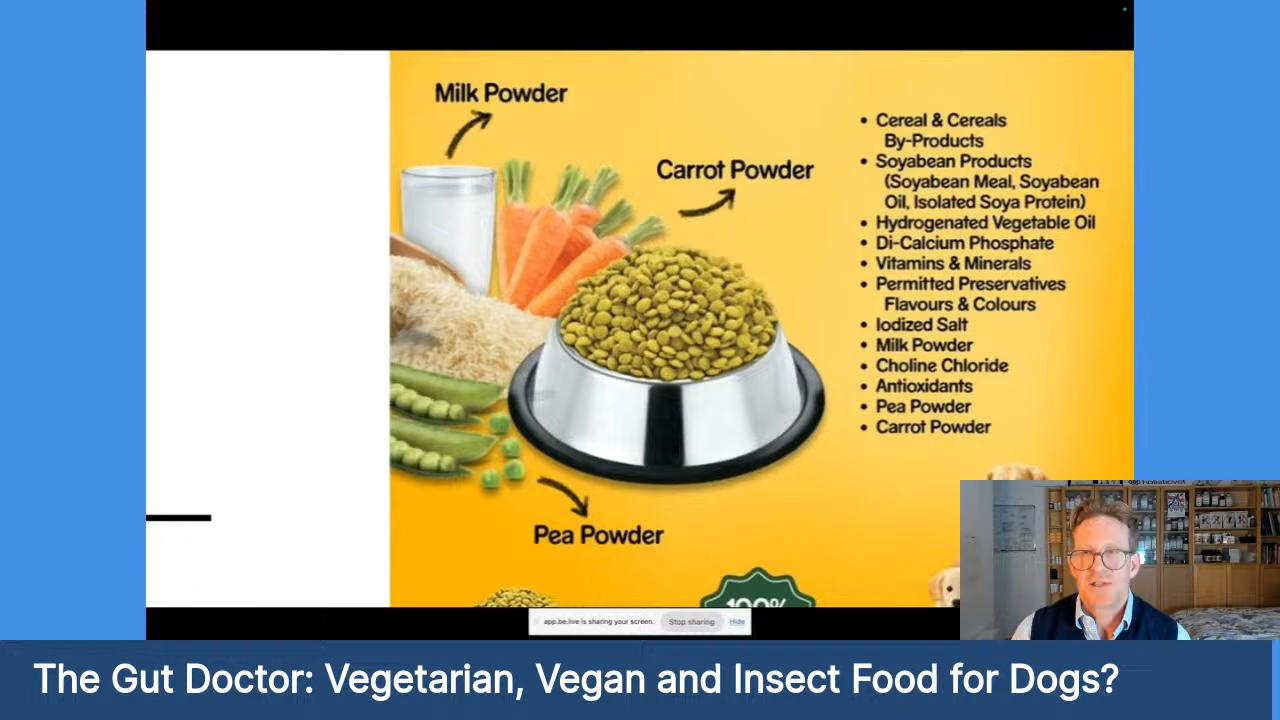 Milk Powder
Carrot Powder
• Cereal & Cereals
By-Products
• Soyabean Products
(Soyabean Meal, Soyabean
Oil, Isolated Soya Protein)
• Hydrogenated Vegetable Oil
• Di-Calcium Phosphate
• Vitamins & Minerals
• Permitted Preservatives
Flavours & Colours
• Iodized Salt
• Milk Powder
• Choline Chloride
• Antioxidants
• Pea Powder
• Carrot Powder
Pea Powder
100%
app.be.live is sharing your screen. Stop sharing Hide
The Gut Doctor: Vegetarian, Vegan and Insect Food for Dogs?